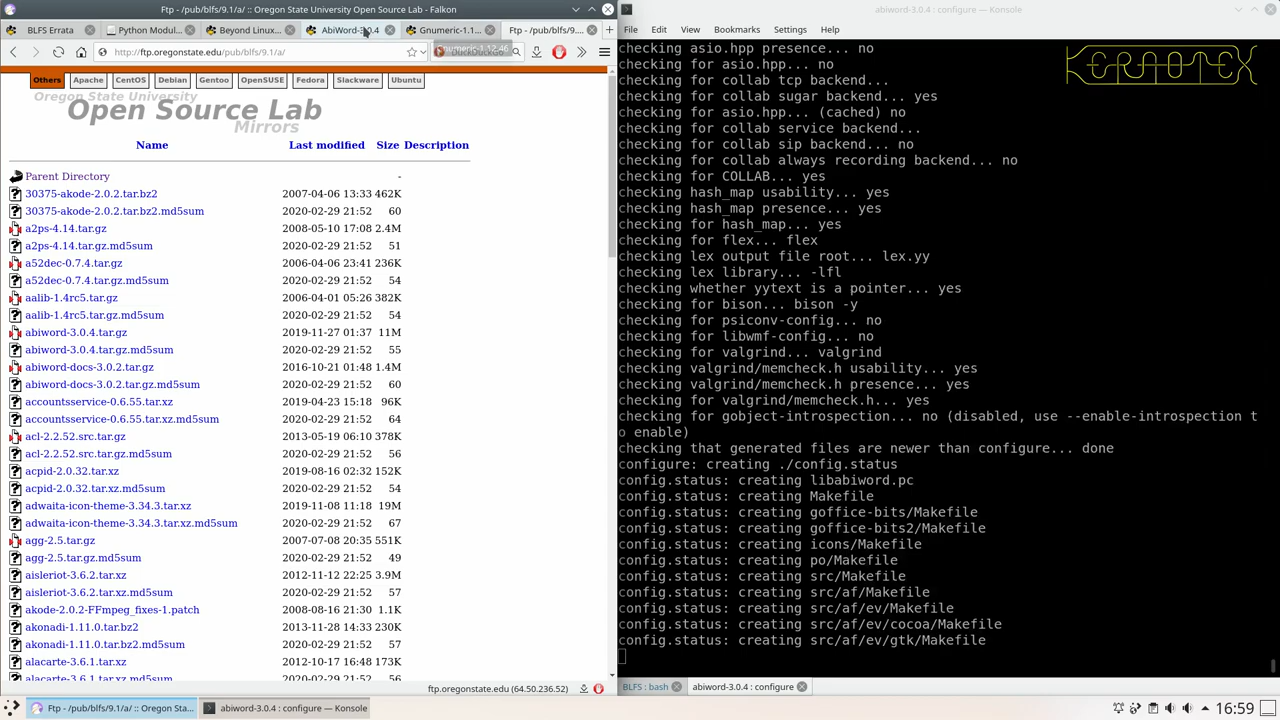 Ftp - /pub/blfs/9.1/a/ :: Oregon State University Open Source Lab - Falkon
BLFS Errata
Python Modul...
Beyond Linux...
AbiWord-3.0.4
Gnumeric-1.1...
Ftp - /pub/blfs/9.1/a/ ::...
http://ftp.oregonstate.edu/pub/blfs/9.1/a/
Gnumeric-1.12.46
Others Apache CentOS Debian Gentoo OpenSUSE Fedora Slackware Ubuntu
Oregon State University
Open Source Lab
Mirrors
Name Last modified Size Description
Parent Directory -
30375-akode-2.0.2.tar.bz2 2007-04-06 13:33 462K
30375-akode-2.0.2.tar.bz2.md5sum 2020-02-29 21:52 60
a2ps-4.14.tar.gz 2008-05-10 17:08 2.4M
a2ps-4.14.tar.gz.md5sum 2020-02-29 21:52 51
a52dec-0.7.4.tar.gz 2006-04-06 23:41 236K
a52dec-0.7.4.tar.gz.md5sum 2020-02-29 21:52 54
aalib-1.4rc5.tar.gz 2006-04-01 05:26 382K
aalib-1.4rc5.tar.gz.md5sum 2020-02-29 21:52 54
abiword-3.0.4.tar.gz 2019-11-27 01:37 11M
abiword-3.0.4.tar.gz.md5sum 2020-02-29 21:52 55
abiword-docs-3.0.2.tar.gz 2016-10-21 01:48 1.4M
abiword-docs-3.0.2.tar.gz.md5sum 2020-02-29 21:52 60
accountsservice-0.6.55.tar.xz 2019-04-23 15:18 96K
accountsservice-0.6.55.tar.xz.md5sum 2020-02-29 21:52 64
acl-2.2.52.src.tar.gz 2013-05-19 06:10 378K
acl-2.2.52.src.tar.gz.md5sum 2020-02-29 21:52 56
acpid-2.0.32.tar.xz 2019-08-16 02:32 152K
acpid-2.0.32.tar.xz.md5sum 2020-02-29 21:52 54
adwaita-icon-theme-3.34.3.tar.xz 2019-11-08 11:18 19M
adwaita-icon-theme-3.34.3.tar.xz.md5sum 2020-02-29 21:52 67
agg-2.5.tar.gz 2007-07-08 20:35 551K
agg-2.5.tar.gz.md5sum 2020-02-29 21:52 49
aisleriot-3.6.2.tar.xz 2012-11-12 22:25 3.9M
aisleriot-3.6.2.tar.xz.md5sum 2020-02-29 21:52 57
akode-2.0.2-FFmpeg_fixes-1.patch 2008-08-16 21:30 1.1K
akonadi-1.11.0.tar.bz2 2013-11-28 14:33 230K
akonadi-1.11.0.tar.bz2.md5sum 2020-02-29 21:52 57
alacarte-3.6.1.tar.xz 2012-10-17 16:48 173K
alacarte-3.6.1.tar.xz.md5sum 2020-02-29 21:52 56
ftp.oregonstate.edu (64.50.236.52)
abiword-3.0.4 : configure — Konsole
File Edit View Bookmarks Settings Help
KERAOTEX
checking asio.hpp presence... no
checking for asio.hpp... no
checking for collab tcp backend...
checking for collab sugar backend... yes
checking for asio.hpp... (cached) no
checking for collab service backend...
checking for collab sip backend... no
checking for collab always recording backend... no
checking for COLLAB... yes
checking hash_map usability... yes
checking hash_map presence... yes
checking for hash_map... yes
checking for flex... flex
checking lex output file root... lex.yy
checking lex library... -lfl
checking whether yytext is a pointer... yes
checking for bison... bison -y
checking for psiconv-config... no
checking for libwmf-config... no
checking for valgrind... valgrind
checking valgrind/memcheck.h usability... yes
checking valgrind/memcheck.h presence... yes
checking for valgrind/memcheck.h... yes
checking for gobject-introspection... no (disabled, use --enable-introspection t
o enable)
checking that generated files are newer than configure... done
configure: creating ./config.status
config.status: creating libabiword.pc
config.status: creating Makefile
config.status: creating goffice-bits/Makefile
config.status: creating goffice-bits2/Makefile
config.status: creating icons/Makefile
config.status: creating po/Makefile
config.status: creating src/Makefile
config.status: creating src/af/Makefile
config.status: creating src/af/ev/Makefile
config.status: creating src/af/ev/cocoa/Makefile
config.status: creating src/af/ev/gtk/Makefile
BLFS : bash
abiword-3.0.4 : configure
Ftp - /pub/blfs/9.1/a/ :: Oregon Sta...
abiword-3.0.4 : configure — Konsole
16:59